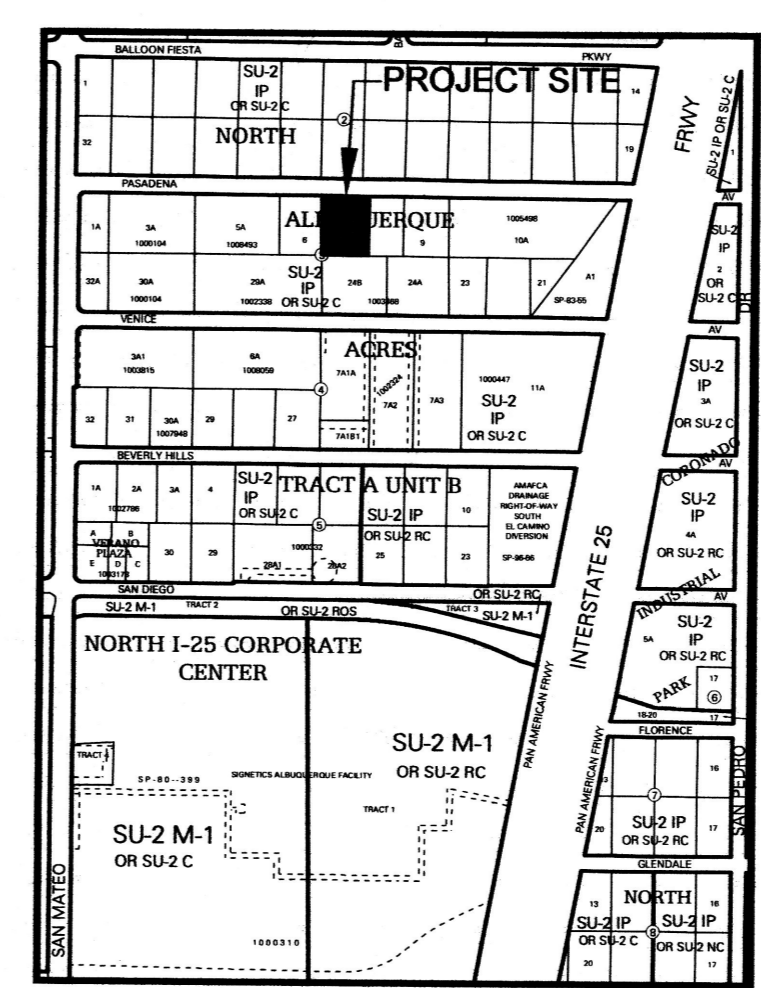 BALLOON FIESTA
PKWY
BA
1
SU-2
IP
OR SU-2 C
PROJECT SITE
14
2
32
NORTH
19
FRWY
SU-2 IP OR SU-2 C
1
PASADENA
AV
1A
3A
1000104
5A
1008493
6
ALBUQUERQUE
9
1005498
10A
3
32A
30A
1000104
29A
1002338
SU-2
IP
OR SU-2 C
24B
24A
23
21
A1
SP-83-55
SU-2
IP
2
OR
SU-2 C
DR
VENICE
AV
3A1
1003815
6A
1008059
ACRES
7A1A
1002324
7A2
7A3
1000447
11A
SU-2
IP
OR SU-2 C
4
32
31
30A
1007948
29
27
7A1B1
SU-2
IP
3A
OR SU-2 C
BEVERLY HILLS
CORONADO
AV
1A
2A
3A
4
1002786
SU-2
IP
OR SU-2 C
TRACT A UNIT B
SU-2 IP
OR SU-2 RC
10
AMAFCA
DRAINAGE
RIGHT-OF-WAY
SOUTH
EL CAMINO
DIVERSION
SP-96-86
5
A
B
VERANO
PLAZA
E
D
C
30
29
1000332
28A1
28A2
25
23
SU-2
IP
4A
OR SU-2 RC
SAN DIEGO
OR SU-2 RC
AV
SU-2 M-1
TRACT 2
OR SU-2 ROS
TRACT 3
SU-2 M-1
INTERSTATE 25
INDUSTRIAL
SU-2
IP
5A
OR SU-2 RC
PARK
17
6
18-20
17
NORTH I-25 CORPORATE
CENTER
PAN AMERICAN FRWY
FLORENCE
SU-2 M-1
OR SU-2 RC
SP-80--399
SIGNETICS ALBUQUERQUE FACILITY
TRACT 1
SU-2 M-1
OR SU-2 C
1000310
SAN MATEO
PAN AMERICAN FRWY
16
7
20
SU-2 IP
OR SU-2 RC
17
SAN PEDRO
GLENDALE
13
NORTH
16
SU-2 IP
OR SU-2 C
SU-2 IP
OR SU-2 NC
8
20
17